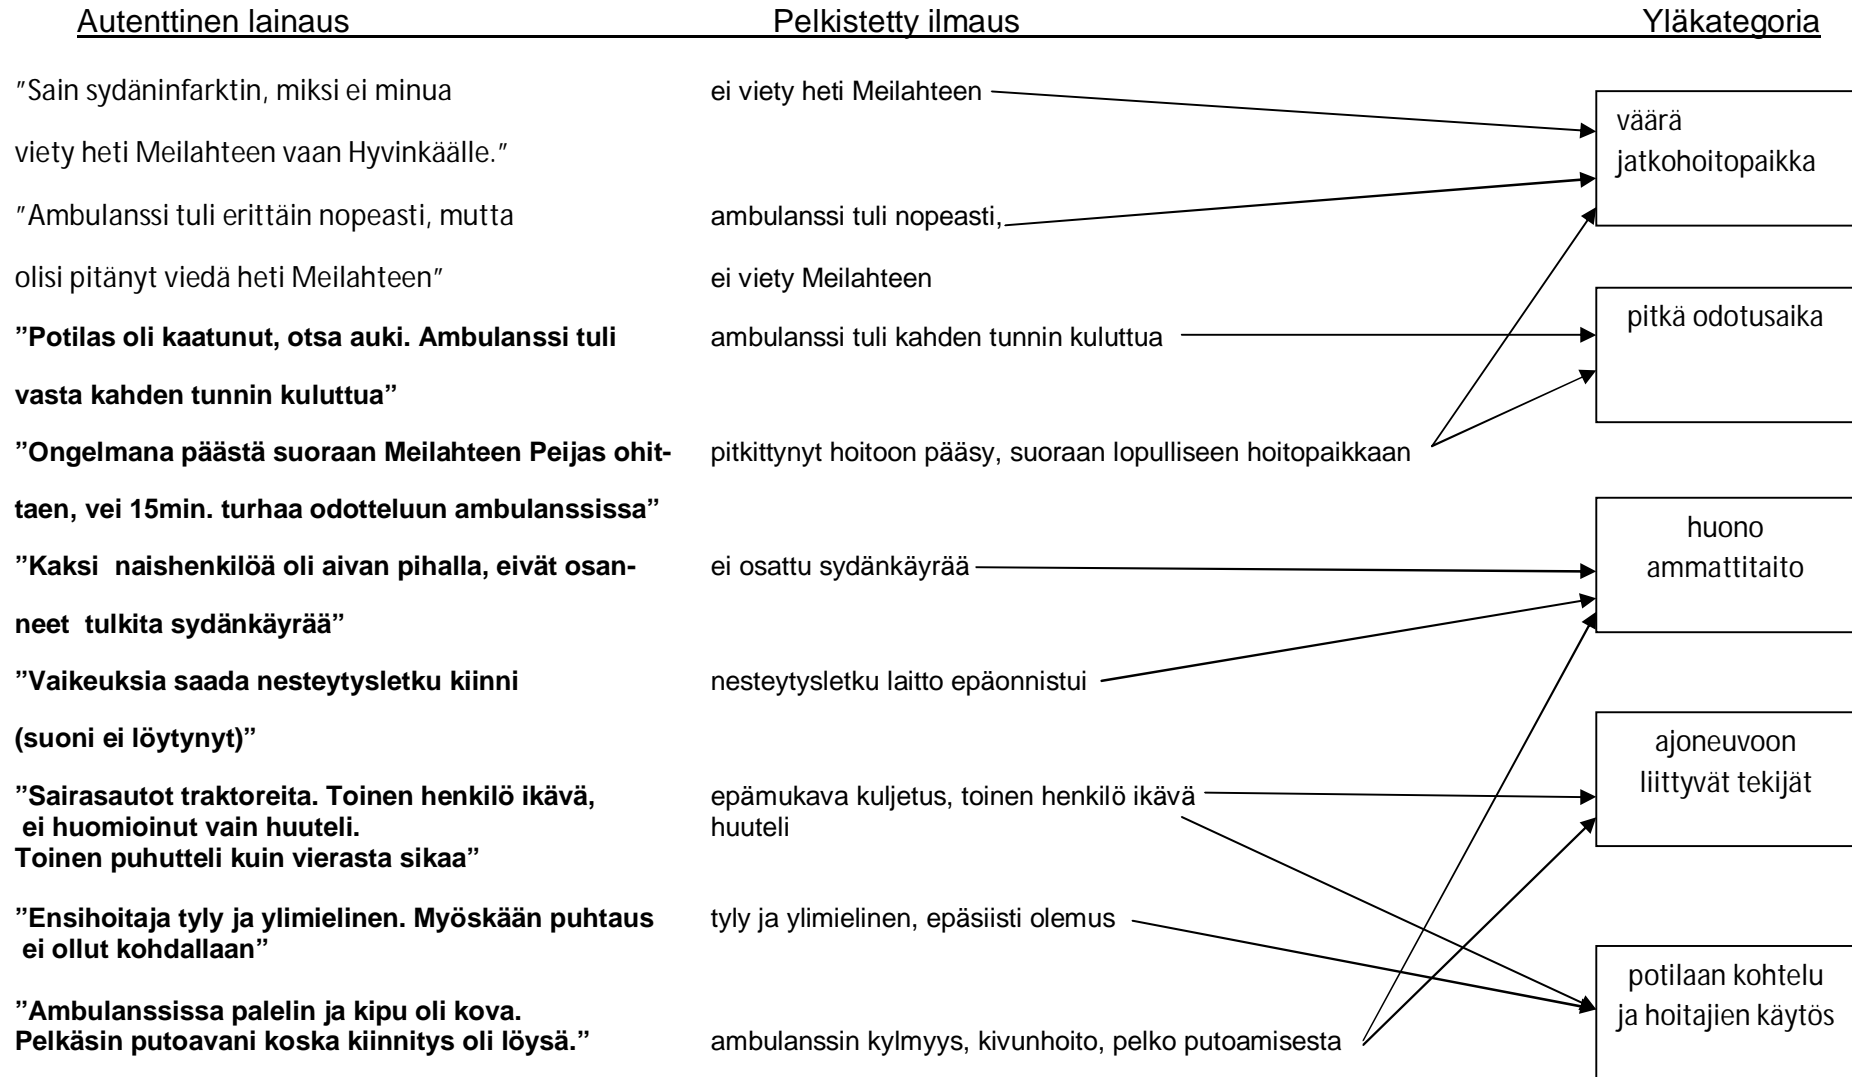 Autenttinen lainaus Pelkistetty ilmaus Yläkategoria
"Sain sydäninfarktin, miksi ei minua ei viety heti Meilahteen
väärä
viety heti Meilahteen vaan Hyvinkäälle."
jatkohoitopaikka
"Ambulanssi tuli erittäin nopeasti, mutta ambulanssi tuli nopeasti,
olisi pitänyt viedä heti Meilahteen" ei viety Meilahteen
”Potilas oli kaatunut, otsa auki. Ambulanssi tuli ambulanssi tuli kahden tunnin kuluttua pitkä odotusaika
vasta kahden tunnin kuluttua”
”Ongelmana päästä suoraan Meilahteen Peijas ohit- pitkittynyt hoitoon pääsy, suoraan lopulliseen hoitopaikkaan
taen, vei 15min. turhaa odotteluun ambulanssissa”
huono
”Kaksi naishenkilöä oli aivan pihalla, eivät osan- ei osattu sydänkäyrää ammattitaito
neet tulkita sydänkäyrää”
”Vaikeuksia saada nesteytysletku kiinni nesteytysletku laitto epäonnistui
(suoni ei löytynyt)”
ajoneuvoon
liittyvät tekijät
”Sairasautot traktoreita. Toinen henkilö ikävä, epämukava kuljetus, toinen henkilö ikävä
ei huomioinut vain huuteli. huuteli
Toinen puhutteli kuin vierasta sikaa”
”Ensihoitaja tyly ja ylimielinen. Myöskään puhtaus tyly ja ylimielinen, epäsiisti olemus
ei ollut kohdallaan”
potilaan kohtelu
”Ambulanssissa palelin ja kipu oli kova. ja hoitajien käytös
Pelkäsin putoavani koska kiinnitys oli löysä.” ambulanssin kylmyys, kivunhoito, pelko putoamisesta